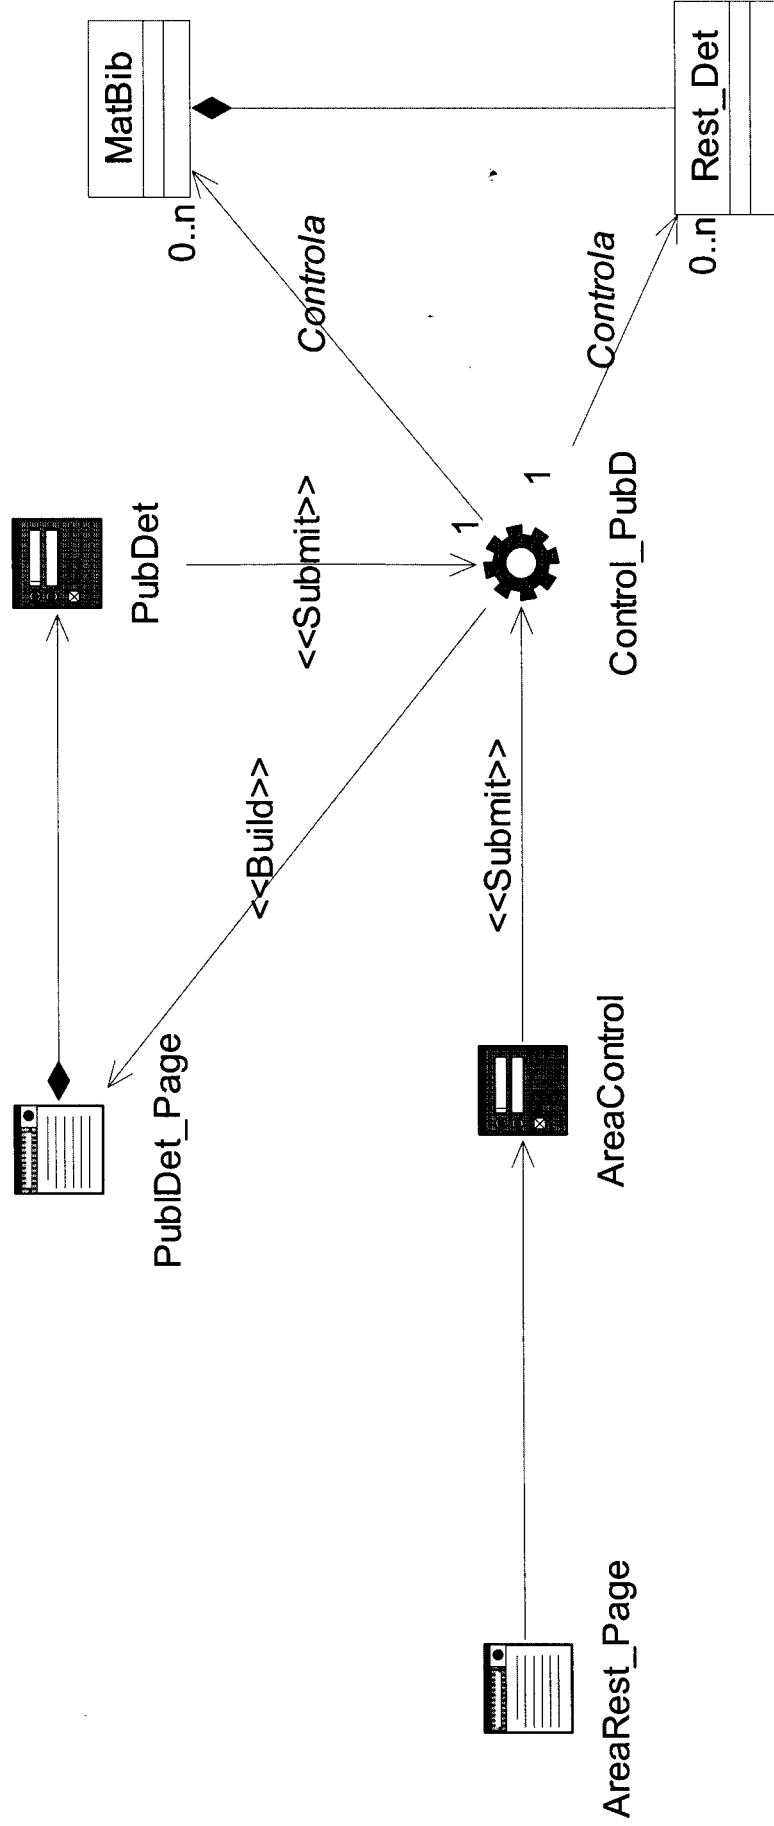 MatBib
PubDet
PublDet_Page
0..n
<<Build>>
<<Submit>>
Controla
1
<<Submit>>
1
Controla
AreaRest_Page
AreaControl
Control_PubD
0..n
Rest_Det